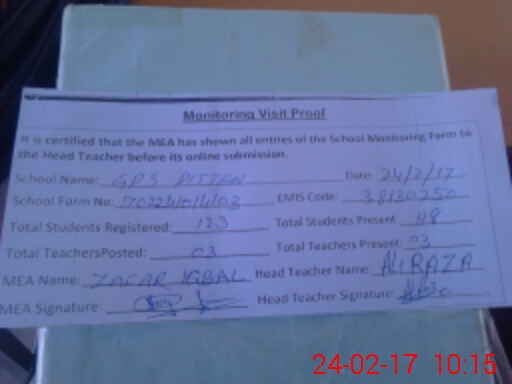 Monitoring Visit Proof
It is certified that the MEA has shown all entries of the School Monitoring Form to
the Head Teacher before its online submission.
School Name: GPS PITTEN Date: 24/2/17
School Form No: EMIS Code: 38130250
Total Students Registered: 123 Total Students Present: 118
Total TeachersPosted: 03 Total Teachers Present: 03
MEA Name: ZAFAR IQBAL Head Teacher Name: ALI RAZA
MEA Signature: Head Teacher Signature:
24-02-17 10:15